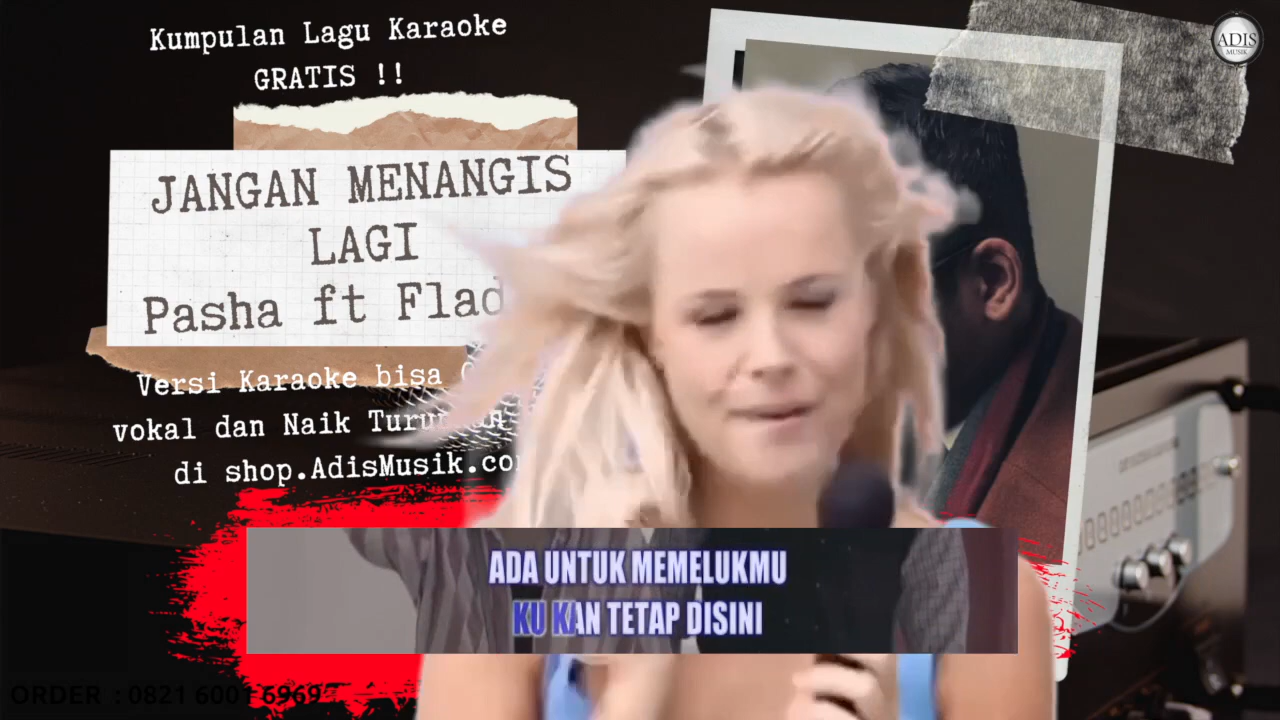 Kumpulan Lagu Karaoke
GRATIS !!
ADIS
MUSIK
JANGAN MENANGIS
LAGI
Pasha ft Flad
Versi Karaoke bisa
vokal dan Naik
di shop.AdisMusik.co
ADA UNTUK MEMELUKMU
KU KAN TETAP DISINI
ORDER : 0821 6001 6969